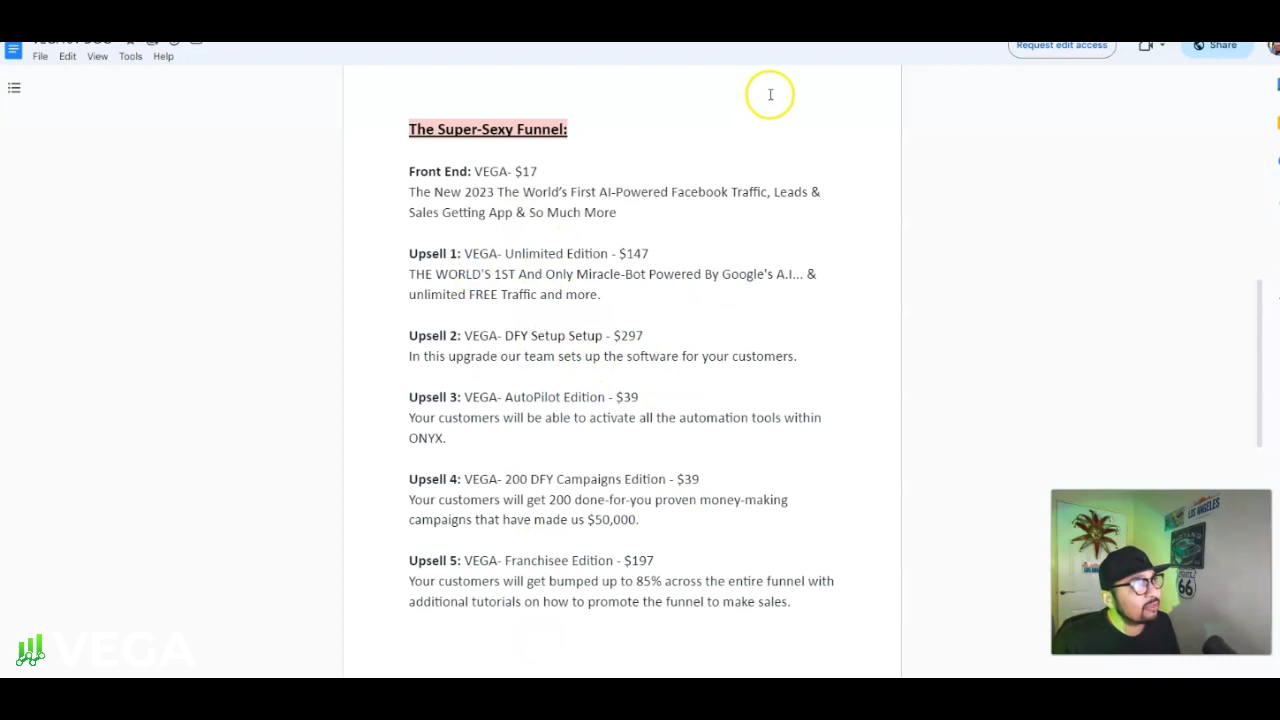 File Edit View Tools Help
Request edit access
Share
The Super-Sexy Funnel:
Front End: VEGA- $17
The New 2023 The World's First AI-Powered Facebook Traffic, Leads &
Sales Getting App & So Much More
Upsell 1: VEGA- Unlimited Edition - $147
THE WORLD'S 1ST And Only Miracle-Bot Powered By Google's A.I... &
unlimited FREE Traffic and more.
Upsell 2: VEGA- DFY Setup Setup - $297
In this upgrade our team sets up the software for your customers.
Upsell 3: VEGA- AutoPilot Edition - $39
Your customers will be able to activate all the automation tools within
ONYX.
Upsell 4: VEGA- 200 DFY Campaigns Edition - $39
Your customers will get 200 done-for-you proven money-making
campaigns that have made us $50,000.
Upsell 5: VEGA- Franchisee Edition - $197
Your customers will get bumped up to 85% across the entire funnel with
additional tutorials on how to promote the funnel to make sales.
LOS ANGELES
MUSTANG
66
VEGA